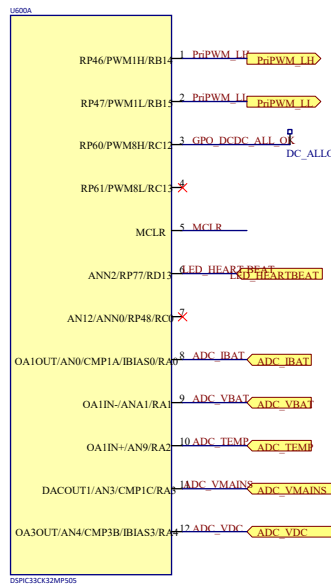 U600A
RP46/PWM1H/RB14 1 PriPWM_LH PriPWM_LH
RP47/PWM1L/RB15 2 PriPWM_LL PriPWM_LL
RP60/PWM8H/RC12 3 GPO_DCDC_ALL_OK
DC_ALLO
RP61/PWM8L/RC13 4
MCLR 5 MCLR
ANN2/RP77/RD13 6 LED_HEARTBEAT LED_HEARTBEAT
AN12/ANN0/RP48/RC0 7
OA1OUT/AN0/CMP1A/IBIAS0/RA0 8 ADC_IBAT ADC_IBAT
OA1IN-/ANA1/RA1 9 ADC_VBAT ADC_VBAT
OA1IN+/AN9/RA2 10 ADC_TEMP ADC_TEMP
DACOUT1/AN3/CMP1C/RA3 11 ADC_VMAINS ADC_VMAINS
OA3OUT/AN4/CMP3B/IBIAS3/RA4 12 ADC_VDC ADC_VDC
DSPIC33CK32MP505